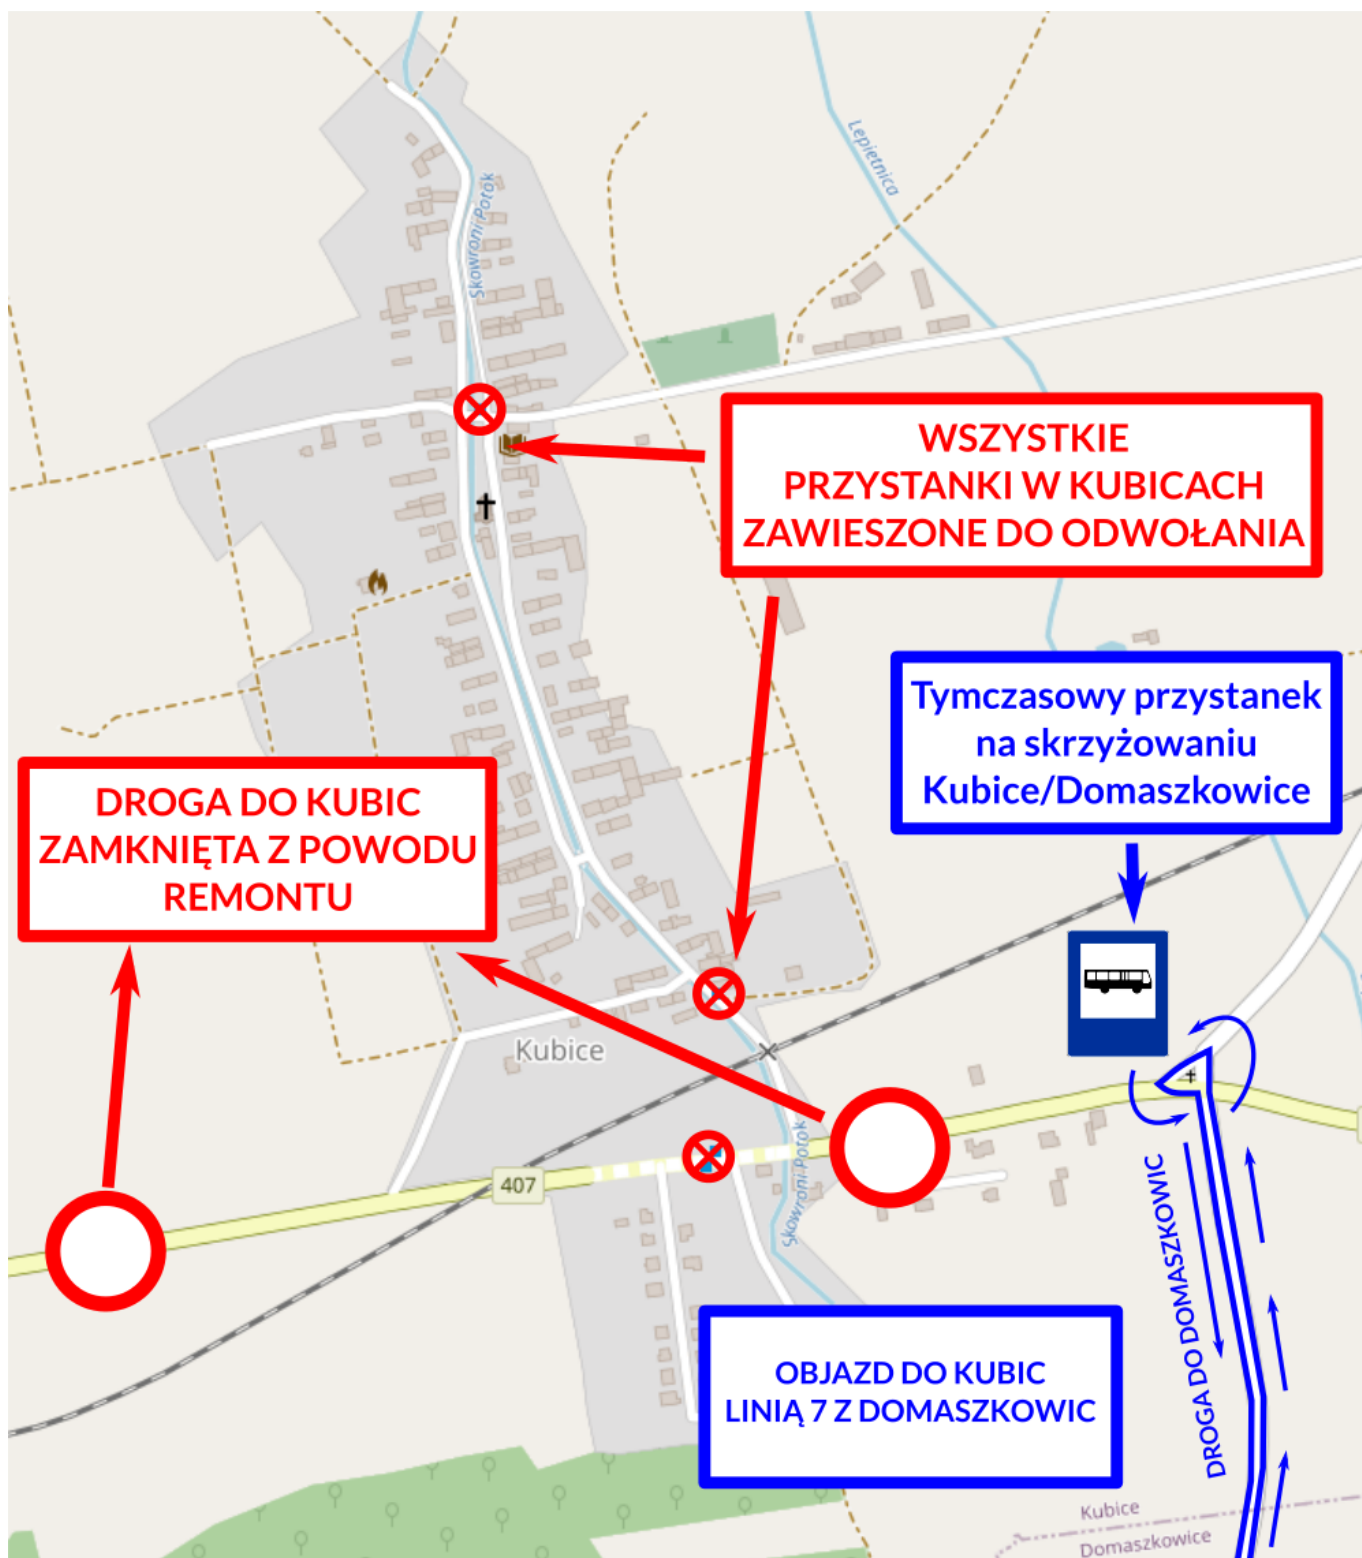 Lepietnica
Skowroni Potok
WSZYSTKIE
PRZYSTANKI W KUBICACH
ZAWIESZONE DO ODWOŁANIA
Tymczasowy przystanek
na skrzyżowaniu
Kubice/Domaszkowice
DROGA DO KUBIC
ZAMKNIĘTA Z POWODU
REMONTU
Kubice
407
Skowroni Potok
DROGA DO DOMASZKOWIC
OBJAZD DO KUBIC
LINIĄ 7 Z DOMASZKOWIC
Kubice
Domaszkowice